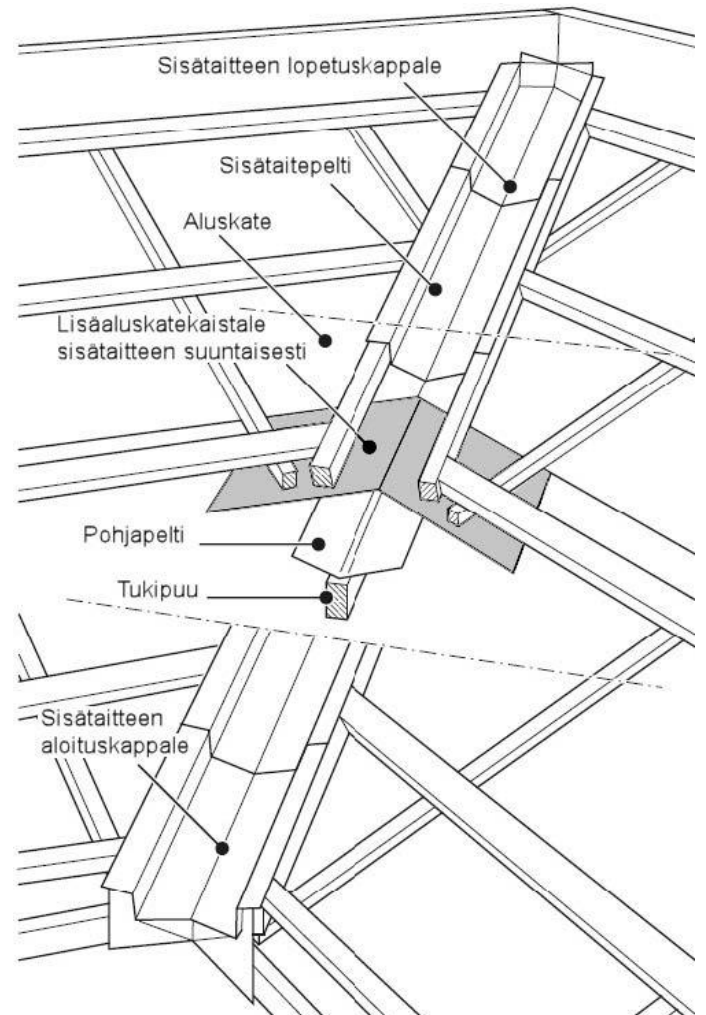 Sisätaitteen lopetuskappale
Sisätaitepelti
Aluskate
Lisäaluskatekaistale
sisätaitteen suuntaisesti
Pohjapelti
Tukipuu
Sisätaitteen
aloituskappale